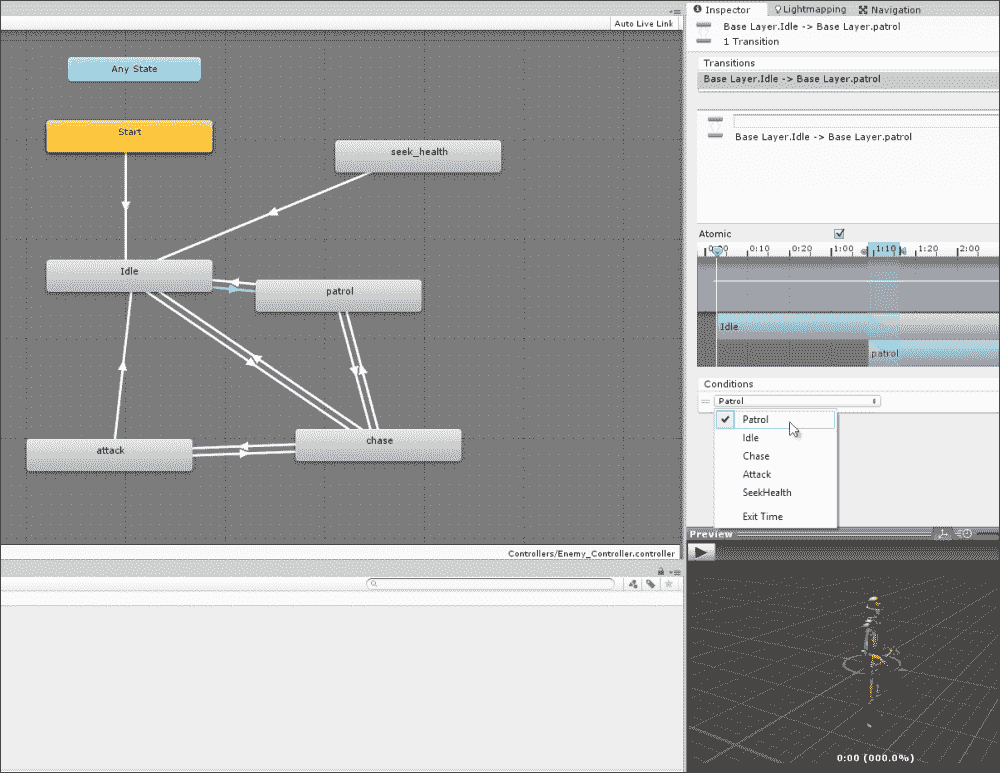 Auto Live Link
Any State
Start
seek_health
Idle
patrol
attack
chase
Controllers/Enemy_Controller.controller
Inspector
Lightmapping
Navigation
Base Layer.Idle -> Base Layer.patrol
1 Transition
Transitions
Base Layer.Idle -> Base Layer.patrol
Base Layer.Idle -> Base Layer.patrol
Atomic
0:00 0:10 0:20 1:00 1:10 1:20 2:00
Idle
patrol
Conditions
Patrol
Patrol
Idle
Chase
Attack
SeekHealth
Exit Time
Preview
0:00 (000.0%)